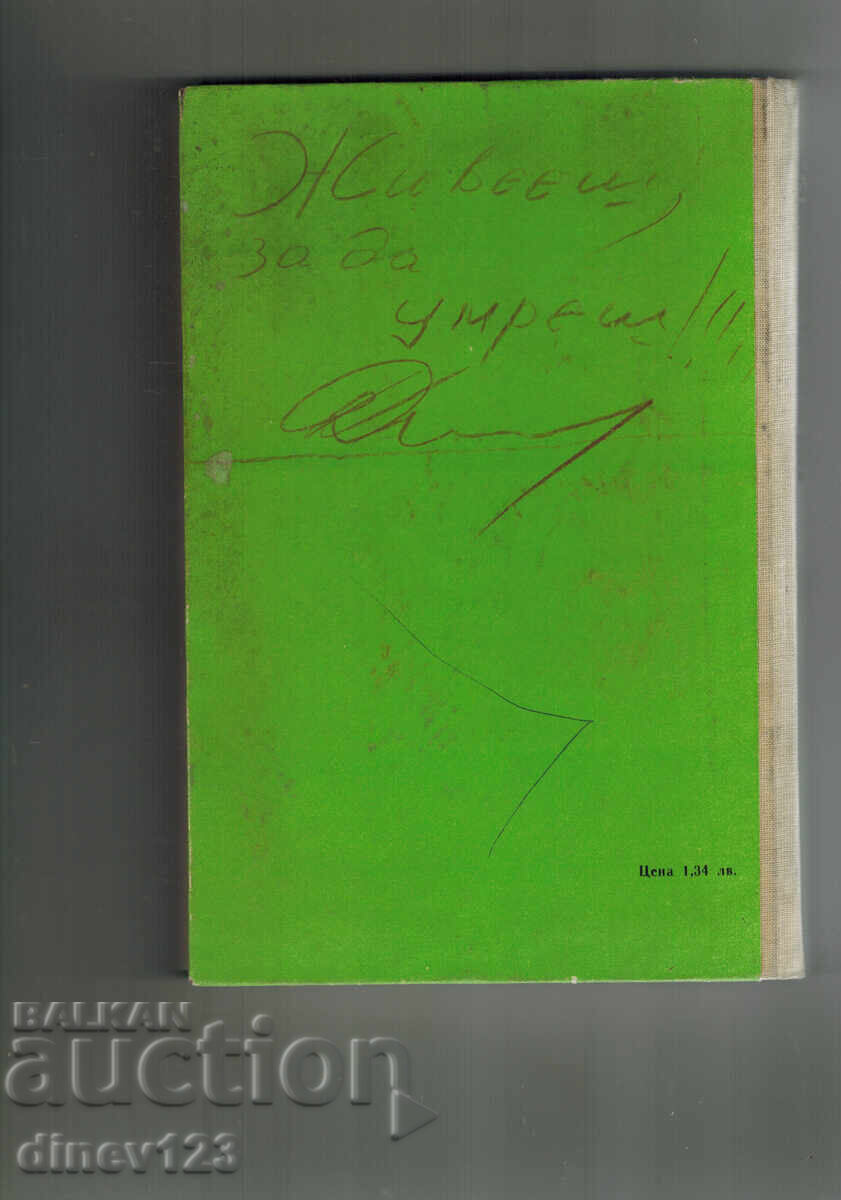 Живееш,
за да
умреш!!!
Цена 1,34 лв.
BALKAN
auction
dinev123